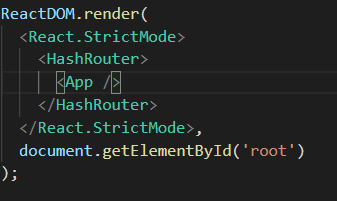 ReactDOM.render(
  <React.StrictMode>
    <HashRouter>
      <App />
    </HashRouter>
  </React.StrictMode>,
  document.getElementById('root')
);